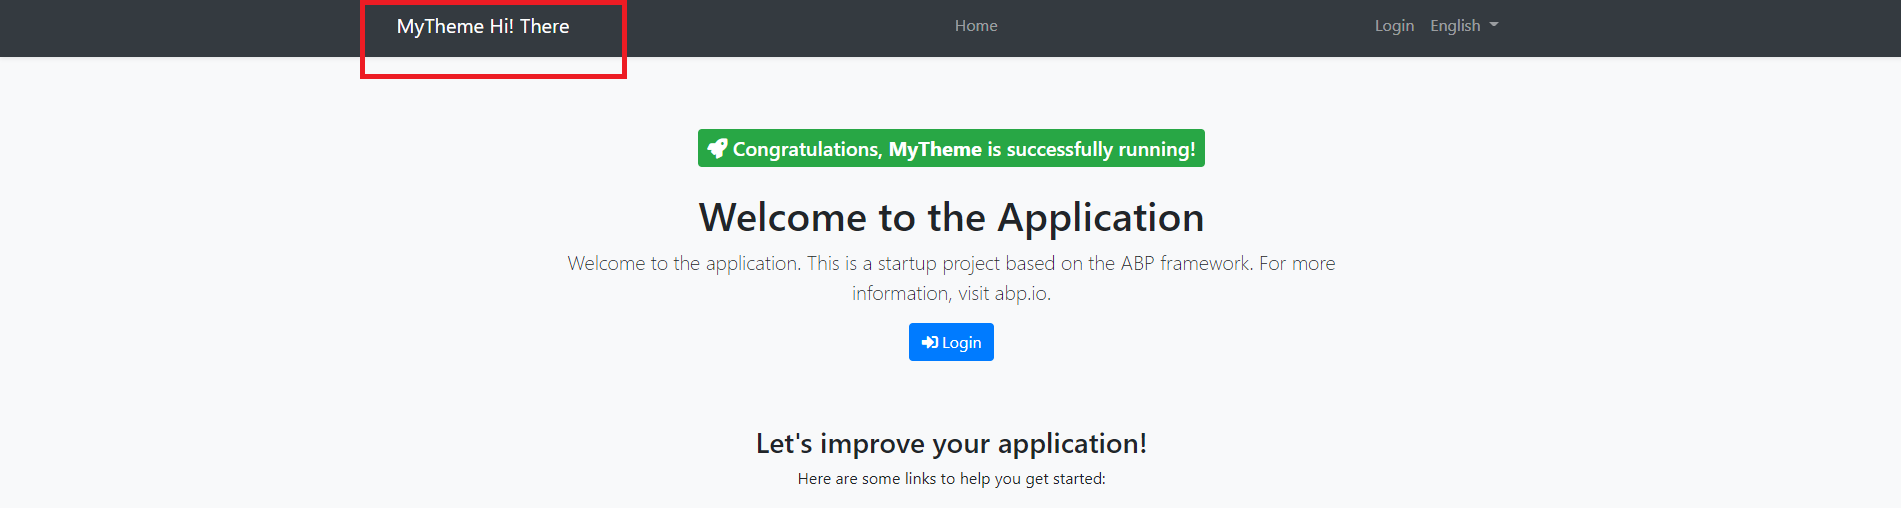 MyTheme Hi! There
Home
Login
English
Congratulations, MyTheme is successfully running!
Welcome to the Application
Welcome to the application. This is a startup project based on the ABP framework. For more
information, visit abp.io.
Login
Let's improve your application!
Here are some links to help you get started: